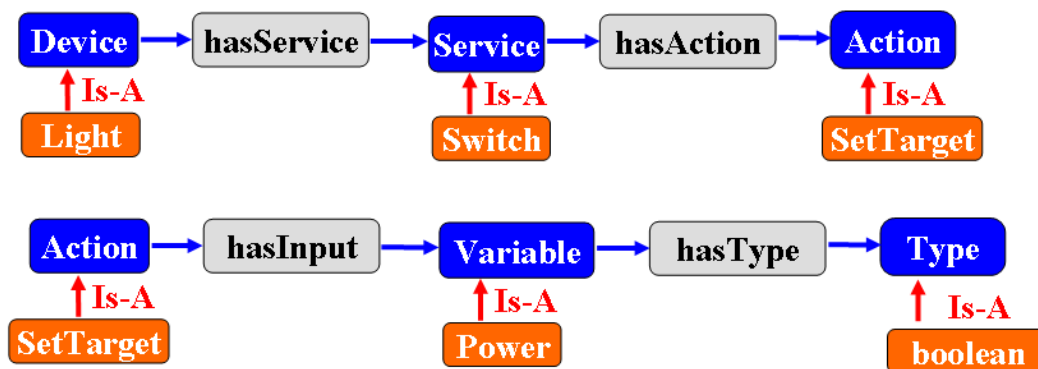 Device hasService Service hasAction Action
Is-A Is-A Is-A
Light Switch SetTarget
Action hasInput Variable hasType Type
Is-A Is-A Is-A
SetTarget Power boolean